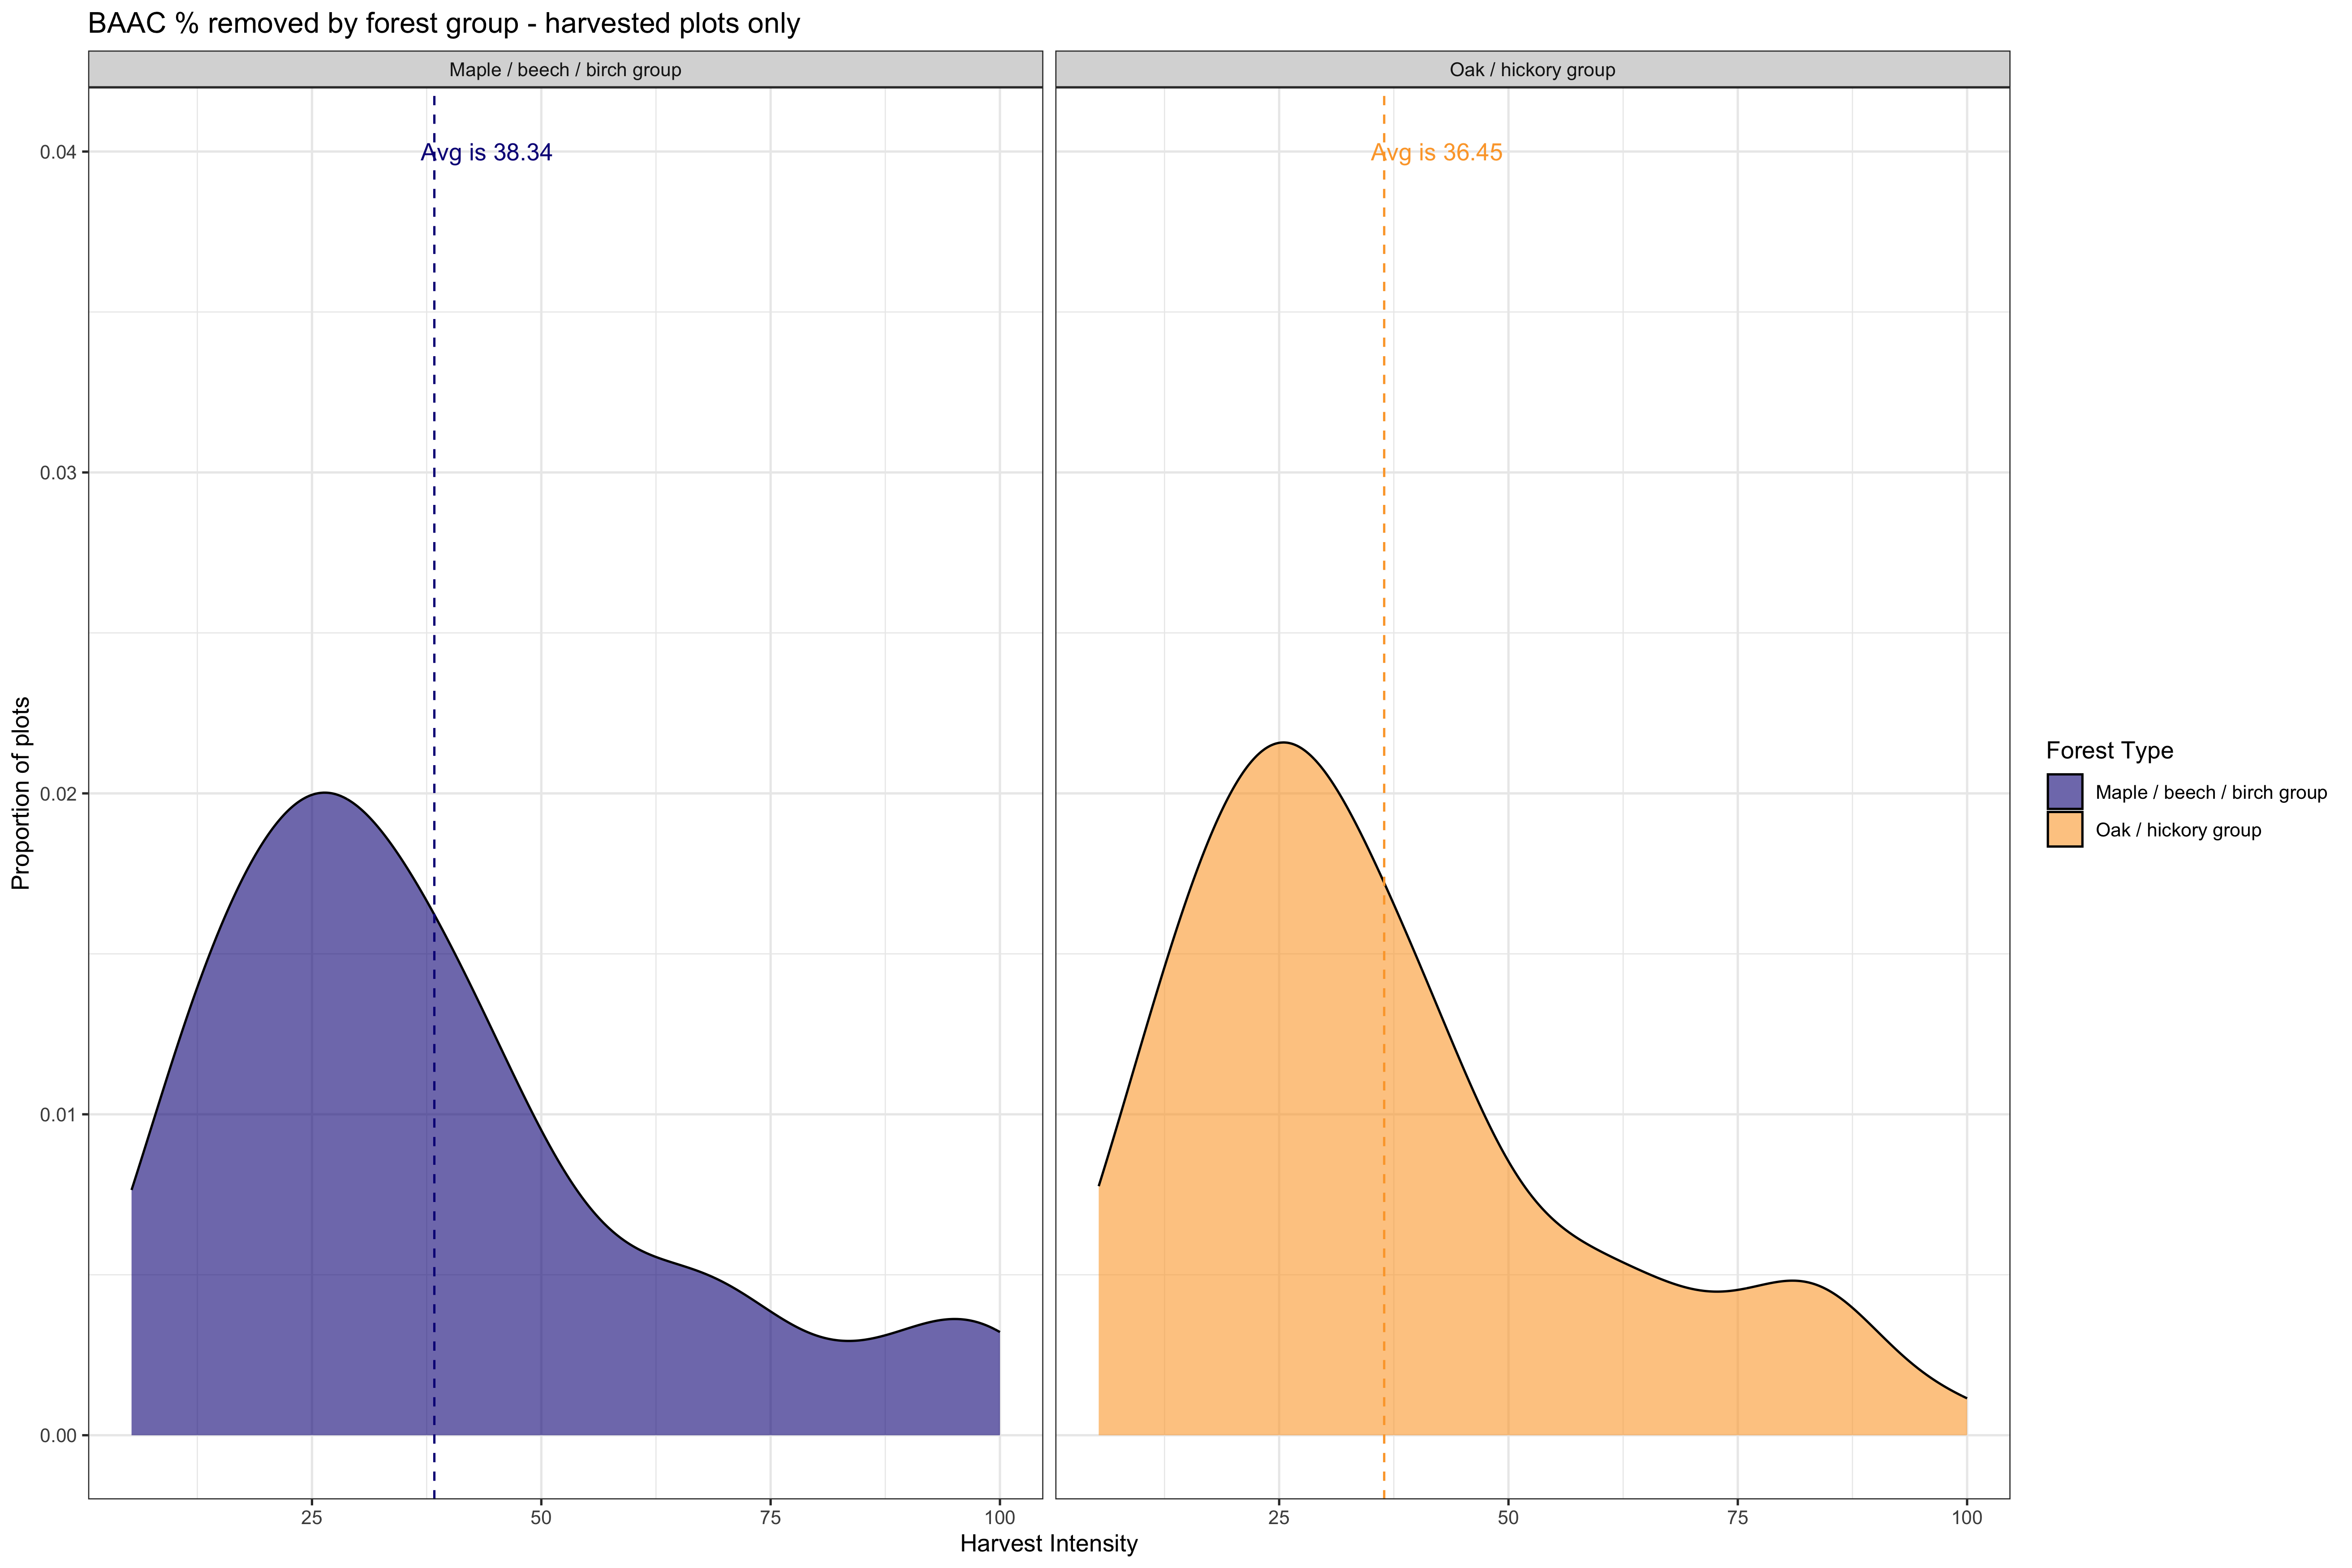 BAAC % removed by forest group - harvested plots only
Maple / beech / birch group
Oak / hickory group
Avg is 38.34
Avg is 36.45
0.04
0.03
0.02
0.01
0.00
Proportion of plots
25
50
75
100
25
50
75
100
Harvest Intensity
Forest Type
Maple / beech / birch group
Oak / hickory group